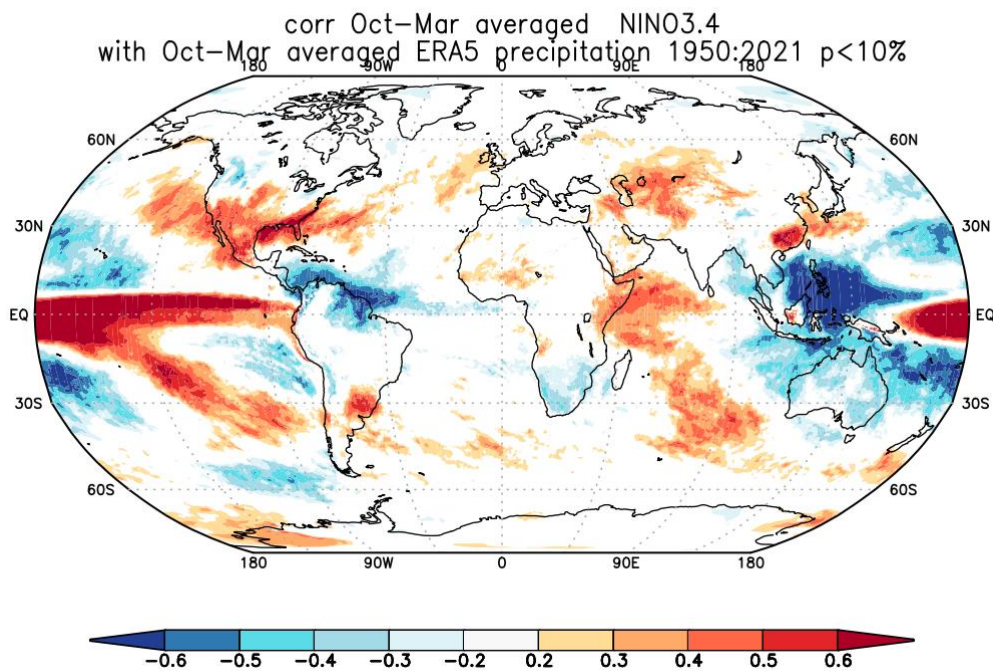 corr Oct-Mar averaged NINO3.4
with Oct-Mar averaged ERA5 precipitation 1950:2021 p<10%
180 90W 0 90E 180
60N 60N
30N 30N
EQ EQ
30S 30S
60S 60S
180 90W 0 90E 180
-0.6 -0.5 -0.4 -0.3 -0.2 0.2 0.3 0.4 0.5 0.6